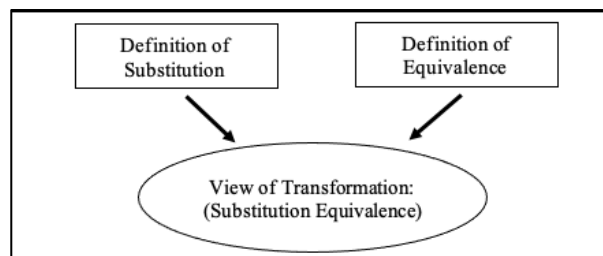 Definition of
Substitution
Definition of
Equivalence
View of Transformation:
(Substitution Equivalence)